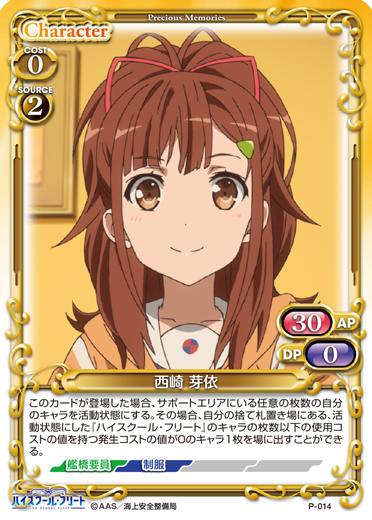 Precious Memories
Character
COST
0
SOURCE
2
30 AP
DP 0
西崎 芽依
このカードが登場した場合、サポートエリアにいる任意の枚数の自分
のキャラを活動状態にする。その場合、自分の捨て札置き場にある、活
動状態にした『ハイスクール・フリート』のキャラの枚数以下の使用コ
ストの値を持つ発生コストの値が0のキャラ1枚を場に出すことができ
る。
艦橋要員 制服
ハイスクール・フリート
©AAS／海上安全整備局
P-014